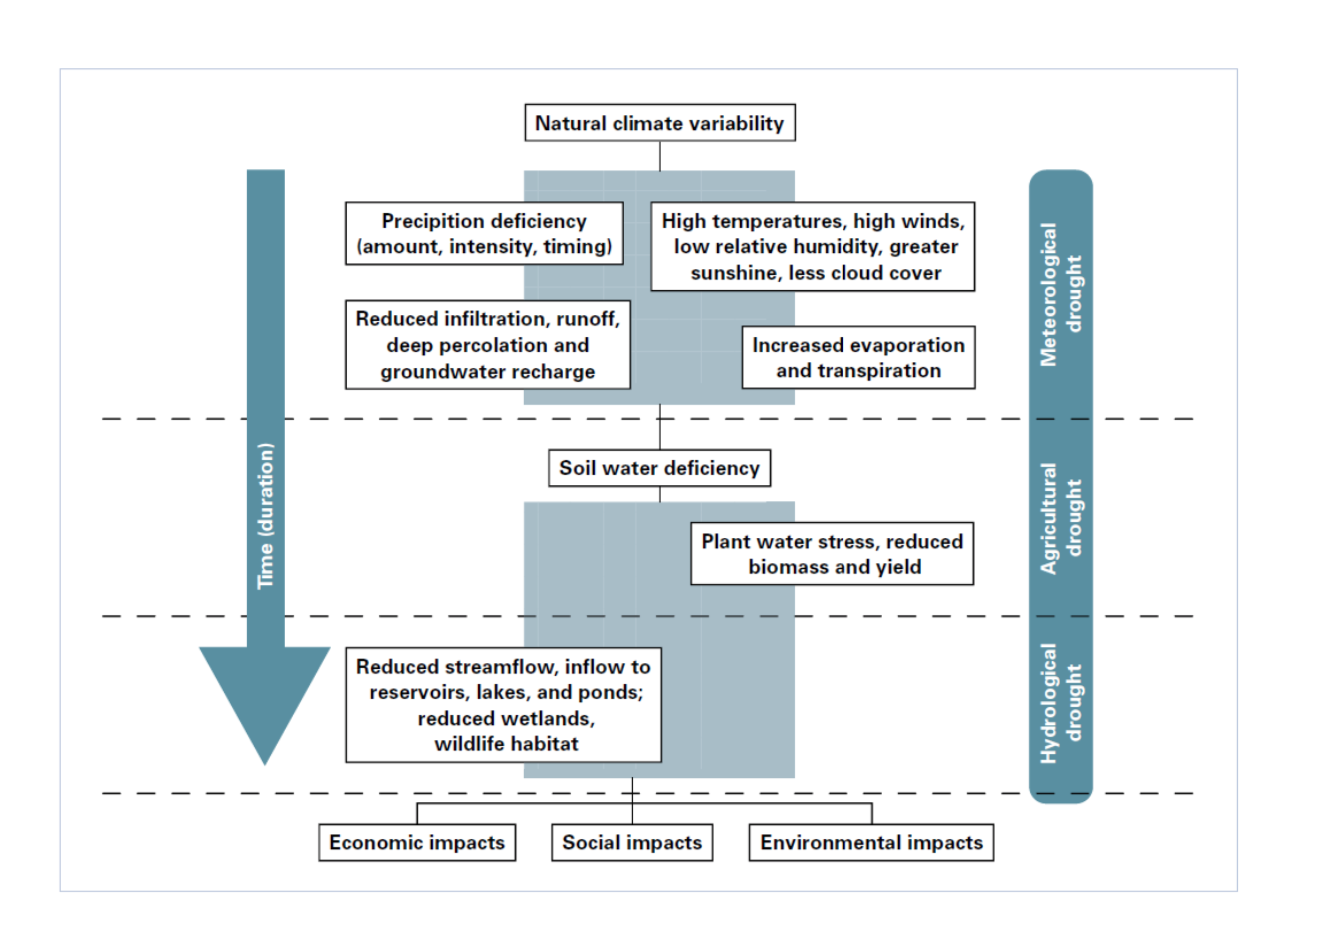 Natural climate variability
Precipition deficiency
(amount, intensity, timing)
High temperatures, high winds,
low relative humidity, greater
sunshine, less cloud cover
Reduced infiltration, runoff,
deep percolation and
groundwater recharge
Increased evaporation
and transpiration
Meteorological
drought
Time (duration)
Soil water deficiency
Plant water stress, reduced
biomass and yield
Agricultural
drought
Reduced streamflow, inflow to
reservoirs, lakes, and ponds;
reduced wetlands,
wildlife habitat
Hydrological
drought
Economic impacts
Social impacts
Environmental impacts